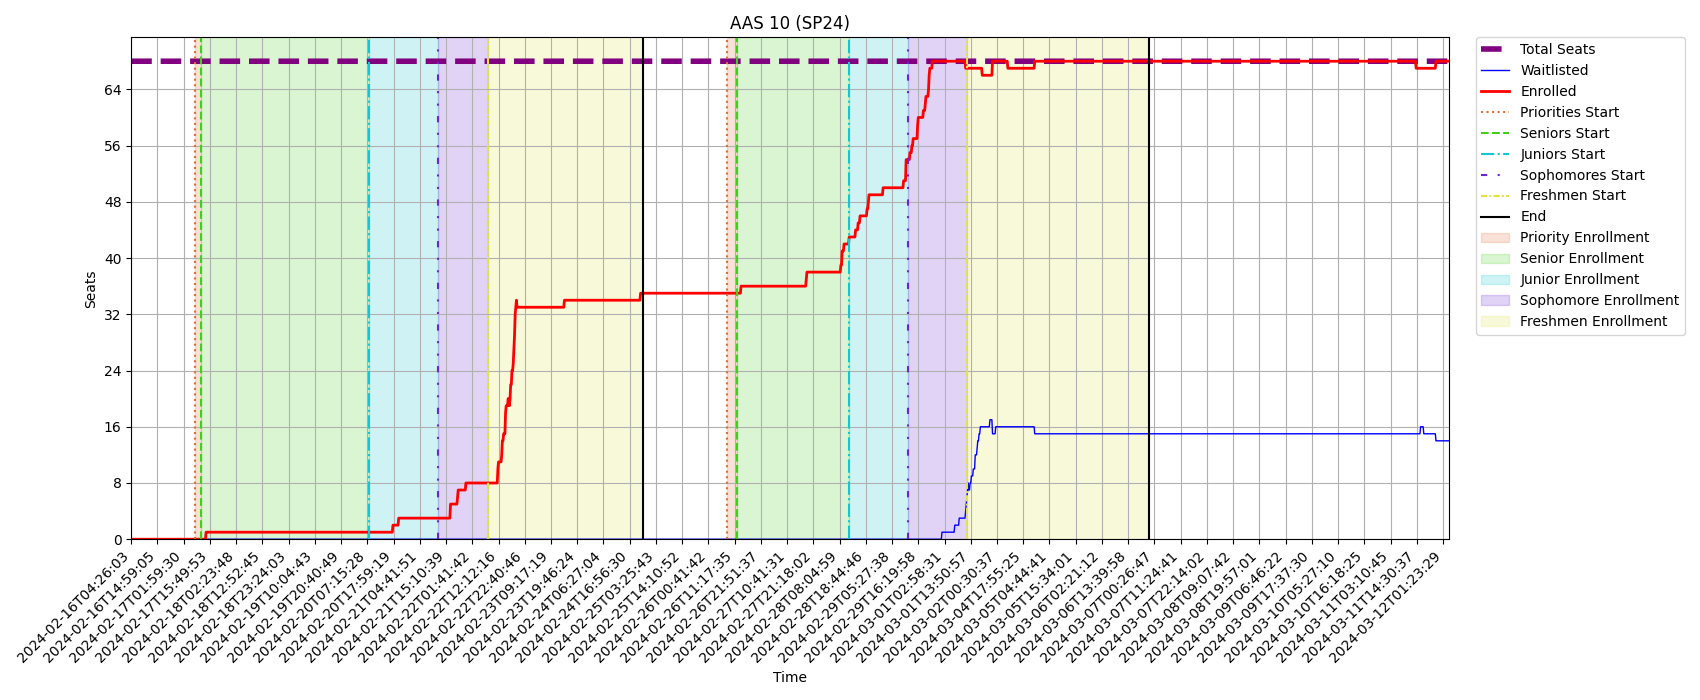 AAS 10 (SP24)
Seats
64
56
48
40
32
24
16
8
0
2024-02-16T04:26:03
2024-02-16T14:59:05
2024-02-17T01:59:30
2024-02-17T15:49:53
2024-02-18T02:23:48
2024-02-18T12:52:45
2024-02-18T23:24:03
2024-02-19T10:04:43
2024-02-19T20:40:49
2024-02-20T07:15:28
2024-02-20T17:59:19
2024-02-21T04:41:51
2024-02-21T15:10:39
2024-02-22T01:41:42
2024-02-22T12:12:16
2024-02-22T22:40:46
2024-02-23T09:17:19
2024-02-23T19:46:24
2024-02-24T06:27:04
2024-02-24T16:56:30
2024-02-25T03:25:43
2024-02-25T14:10:52
2024-02-26T00:41:42
2024-02-26T11:17:35
2024-02-26T21:51:37
2024-02-27T10:41:31
2024-02-27T21:18:02
2024-02-28T08:04:59
2024-02-28T18:44:46
2024-02-29T05:27:38
2024-02-29T16:19:58
2024-03-01T02:58:31
2024-03-01T13:50:57
2024-03-02T00:30:37
2024-03-04T17:55:25
2024-03-05T04:44:41
2024-03-05T15:34:01
2024-03-06T02:21:12
2024-03-06T13:39:58
2024-03-07T00:26:47
2024-03-07T11:24:41
2024-03-07T22:14:02
2024-03-08T09:07:42
2024-03-08T19:57:01
2024-03-09T06:46:22
2024-03-09T17:37:30
2024-03-10T05:27:10
2024-03-10T16:18:25
2024-03-11T03:10:45
2024-03-11T14:30:37
2024-03-12T01:23:29
Time
Total Seats
Waitlisted
Enrolled
Priorities Start
Seniors Start
Juniors Start
Sophomores Start
Freshmen Start
End
Priority Enrollment
Senior Enrollment
Junior Enrollment
Sophomore Enrollment
Freshmen Enrollment